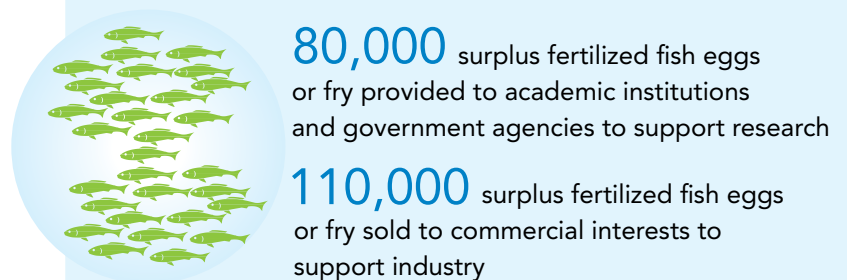 80,000 surplus fertilized fish eggs
or fry provided to academic institutions
and government agencies to support research
110,000 surplus fertilized fish eggs
or fry sold to commercial interests to
support industry